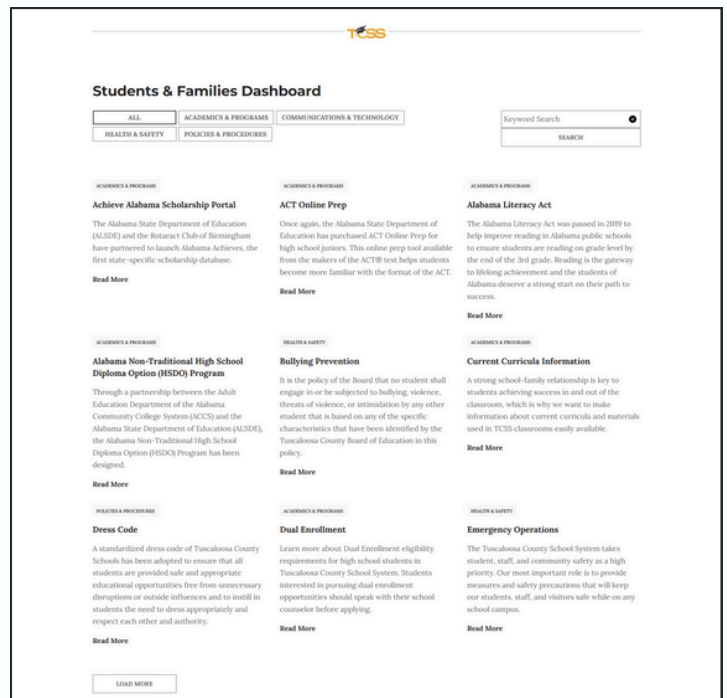 TCSS
Students & Families Dashboard
ALL
ACADEMICS & PROGRAMS
COMMUNICATIONS & TECHNOLOGY
HEALTH & SAFETY
POLICIES & PROCEDURES
Keyword Search
SEARCH
ACADEMICS & PROGRAMS
Achieve Alabama Scholarship Portal
The Alabama State Department of Education
(ALSDE) and the Rotaract Club of Birmingham
have partnered to launch Alabama Achieves, the
first state-specific scholarship database.
Read More
ACADEMICS & PROGRAMS
ACT Online Prep
Once again, the Alabama State Department of
Education has purchased ACT Online Prep for
high school juniors. This online prep tool available
from the makers of the ACT® test helps students
become more familiar with the format of the ACT.
Read More
ACADEMICS & PROGRAMS
Alabama Literacy Act
The Alabama Literacy Act was passed in 2019 to
help improve reading in Alabama public schools
to ensure students are reading on grade level by
the end of the 3rd grade. Reading is the gateway
to lifelong achievement and the students of
Alabama deserve a strong start on their path to
success.
Read More
ACADEMICS & PROGRAMS
Alabama Non-Traditional High School
Diploma Option (HSDO) Program
Through a partnership between the Adult
Education Department of the Alabama
Community College System (ACCS) and the
Alabama State Department of Education (ALSDE),
the Alabama Non-Traditional High School
Diploma Option (HSDO) Program has been
designed.
Read More
HEALTH & SAFETY
Bullying Prevention
It is the policy of the Board that no student shall
engage in or be subjected to bullying, violence,
threats of violence, or intimidation by any other
student that is based on any of the specific
characteristics that have been identified by the
Tuscaloosa County Board of Education in this
policy.
Read More
ACADEMICS & PROGRAMS
Current Curricula Information
A strong school-family relationship is key to
students achieving success in and out of the
classroom, which is why we want to make
information about current curricula and materials
used in TCSS classrooms easily available.
Read More
POLICIES & PROCEDURES
Dress Code
A standardized dress code of Tuscaloosa County
Schools has been adopted to ensure that all
students are provided safe and appropriate
educational opportunities free from unnecessary
disruptions or outside influences and to instill in
students the need to dress appropriately and
respect each other and authority.
Read More
ACADEMICS & PROGRAMS
Dual Enrollment
Learn more about Dual Enrollment eligibility
requirements for high school students in
Tuscaloosa County School System. Students
interested in pursuing dual enrollment
opportunities should speak with their school
counselor before applying.
Read More
HEALTH & SAFETY
Emergency Operations
The Tuscaloosa County School System takes
student, staff, and community safety as a high
priority. Our most important role is to provide
measures and safety precautions that will keep
our students, staff, and visitors safe while on any
school campus.
Read More
LOAD MORE